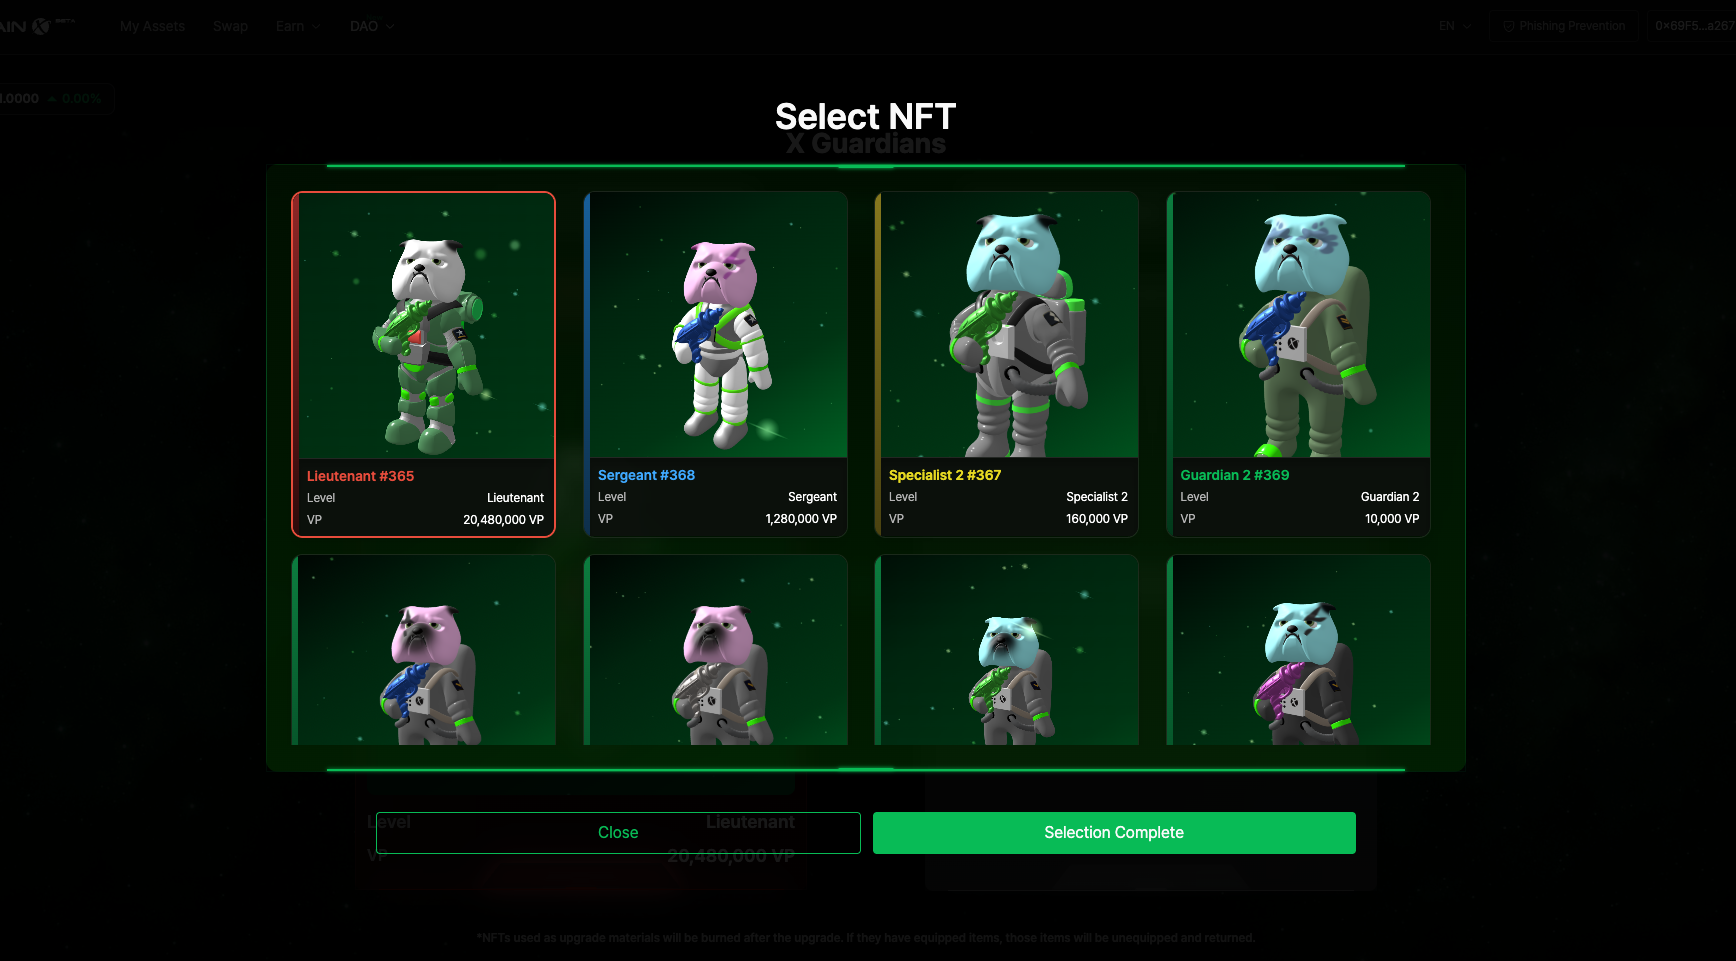 AIN X BETA
My Assets Swap Earn DAO EN Phishing Prevention 0x69F5...a267
.0000 0.00%
Select NFT
X Guardians
Lieutenant #365
Level Lieutenant
VP 20,480,000 VP
Sergeant #368
Level Sergeant
VP 1,280,000 VP
Specialist 2 #367
Level Specialist 2
VP 160,000 VP
Guardian 2 #369
Level Guardian 2
VP 10,000 VP
Level Lieutenant
Close
Selection Complete
VP 20,480,000 VP
*NFTs used as upgrade materials will be burned after the upgrade. If they have equipped items, those items will be unequipped and returned.